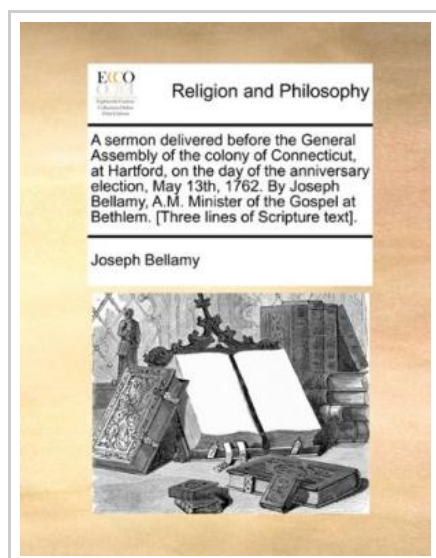 ECCO
Religion and Philosophy
A sermon delivered before the General
Assembly of the colony of Connecticut,
at Hartford, on the day of the anniversary
election, May 13th, 1762. By Joseph
Bellamy, A.M. Minister of the Gospel at
Bethlem. [Three lines of Scripture text].
Joseph Bellamy